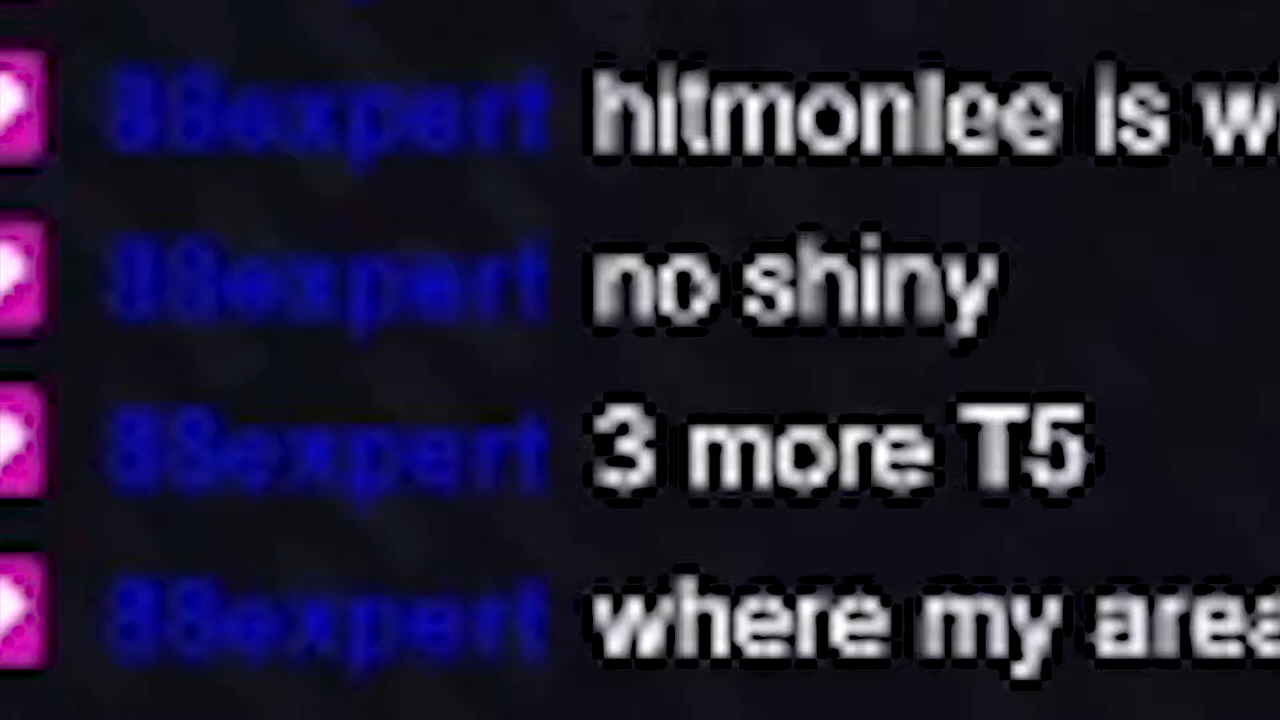 88expert hitmonlee is
88expert no shiny
88expert 3 more T5
88expert where my area